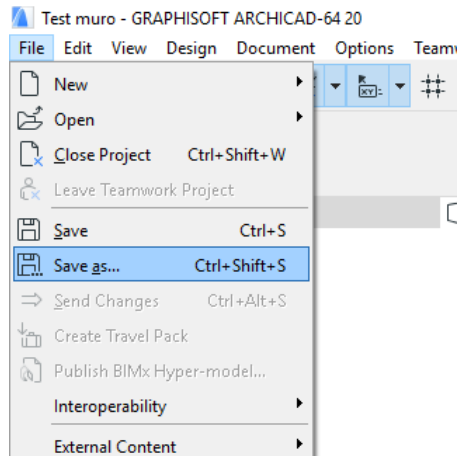 Test muro - GRAPHISOFT ARCHICAD-64 20
File Edit View Design Document Options
New
Open
Close Project Ctrl+Shift+W
Leave Teamwork Project
Save Ctrl+S
Save as... Ctrl+Shift+S
Send Changes Ctrl+Alt+S
Create Travel Pack
Publish BIMx Hyper-model...
Interoperability
External Content